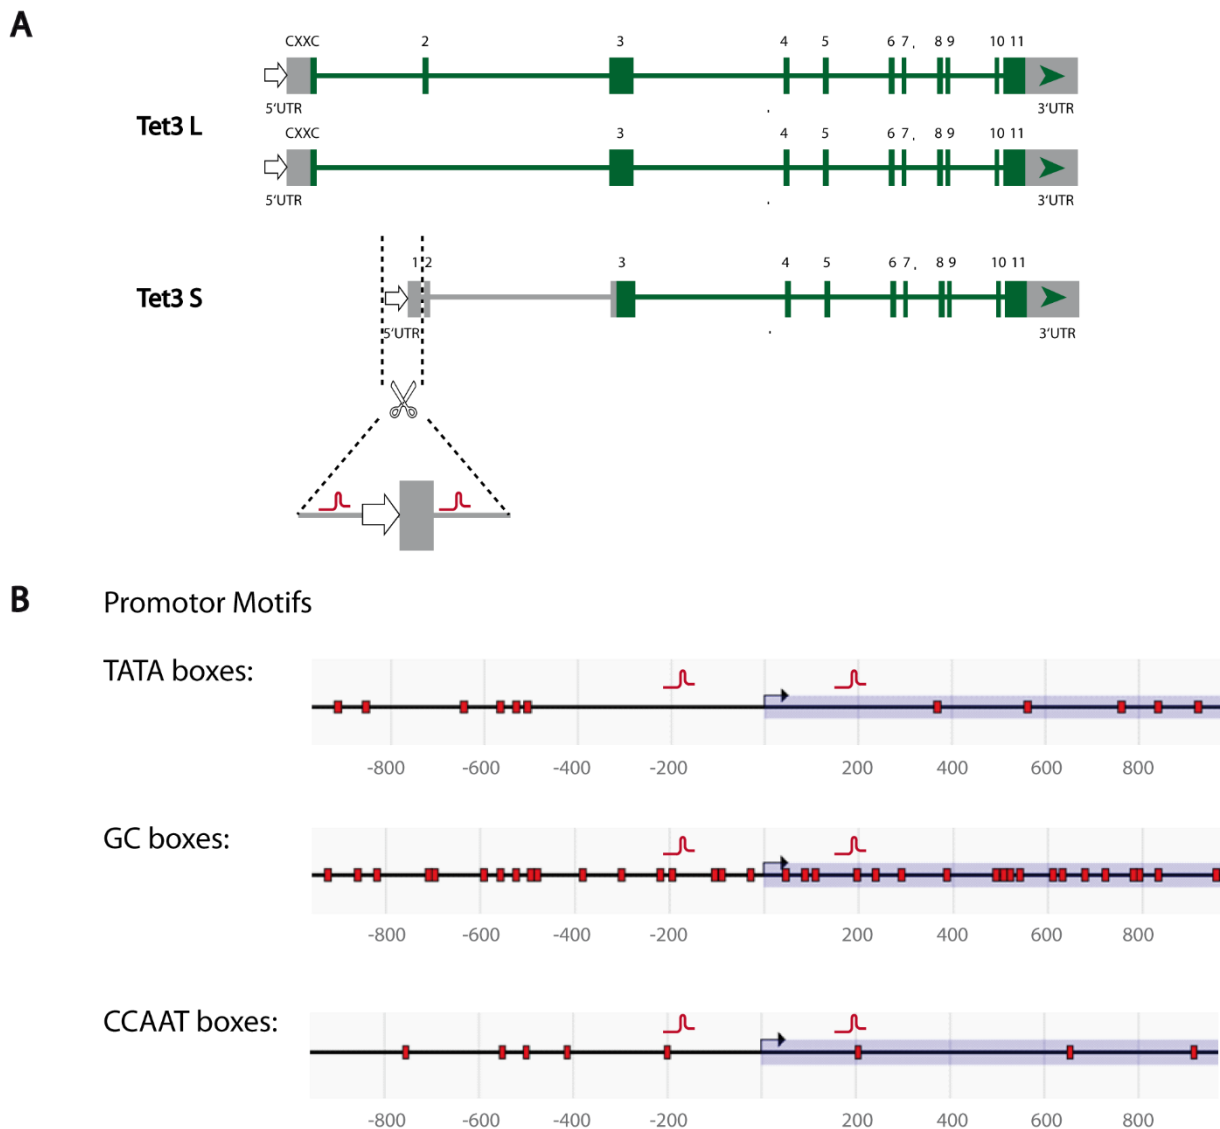 A
CXXC 2 3 4 5 6 7, 8 9 10 11
5'UTR 3'UTR
Tet3 L
CXXC 3 4 5 6 7, 8 9 10 11
5'UTR 3'UTR
1 2 3 4 5 6 7, 8 9 10 11
Tet3 S
5'UTR 3'UTR
B Promotor Motifs
TATA boxes:
-800 -600 -400 -200 200 400 600 800
GC boxes:
-800 -600 -400 -200 200 400 600 800
CCAAT boxes:
-800 -600 -400 -200 200 400 600 800